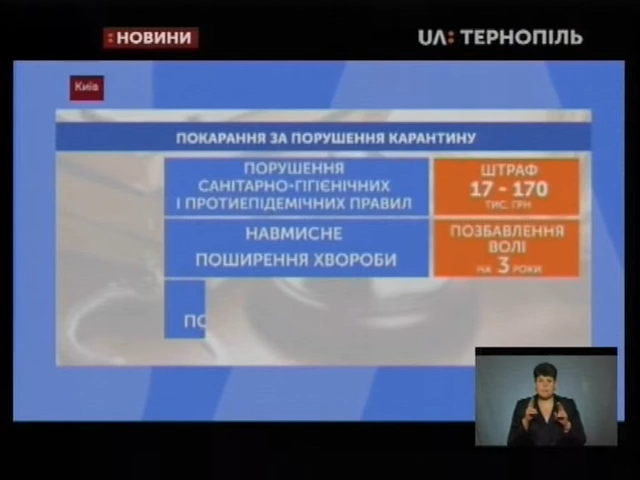 НОВИНИ
UA: ТЕРНОПІЛЬ
Київ
ПОКАРАННЯ ЗА ПОРУШЕННЯ КАРАНТИНУ
ПОРУШЕННЯ
САНІТАРНО-ГІГІЄНІЧНИХ
І ПРОТИЕПІДЕМІЧНИХ ПРАВИЛ
ШТРАФ
17 - 170
ТИС. ГРН
НАВМИСНЕ
ПОШИРЕННЯ ХВОРОБИ
ПОЗБАВЛЕННЯ
ВОЛІ
НА 3 РОКИ